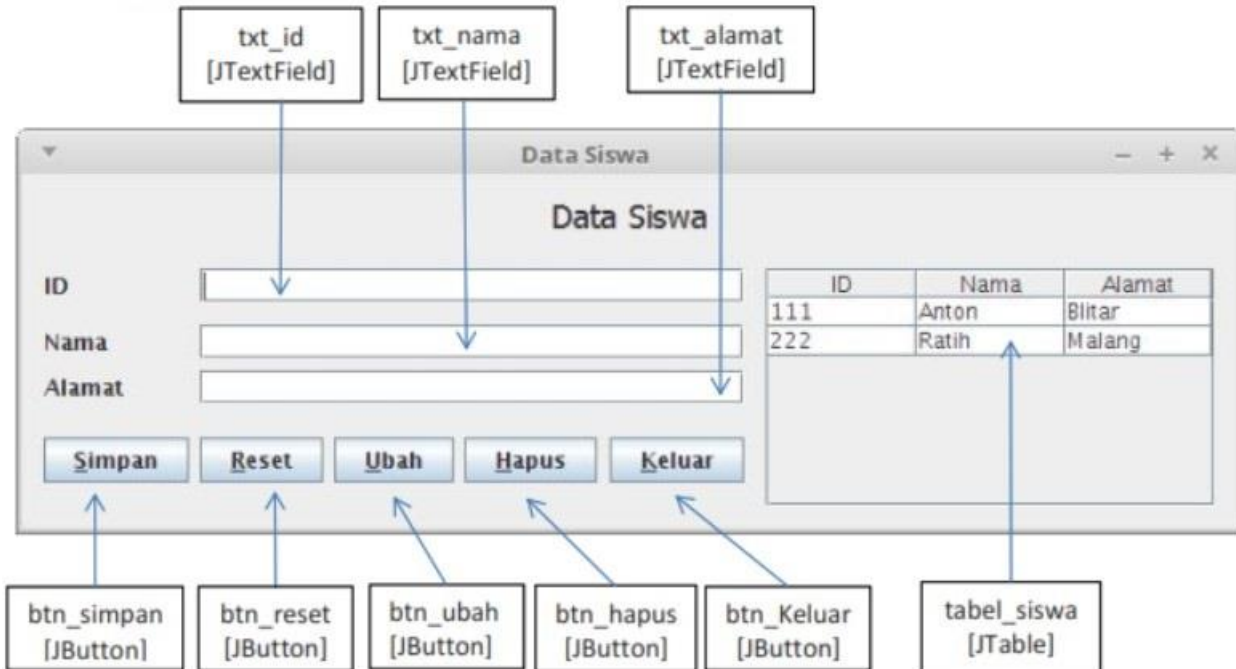 txt_id
[JTextField]
txt_nama
[JTextField]
txt_alamat
[JTextField]
Data Siswa
Data Siswa
ID
Nama
Alamat
ID Nama Alamat
111 Anton Blitar
222 Ratih Malang
Simpan Reset Ubah Hapus Keluar
btn_simpan
[JButton]
btn_reset
[JButton]
btn_ubah
[JButton]
btn_hapus
[JButton]
btn_Keluar
[JButton]
tabel_siswa
[JTable]